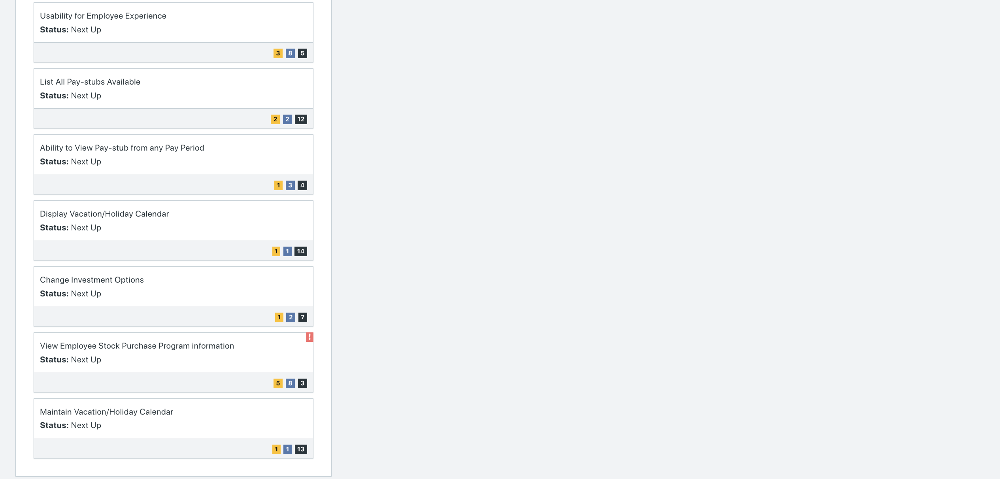 Usability for Employee Experience
Status: Next Up
3 8 5
List All Pay-stubs Available
Status: Next Up
2 2 12
Ability to View Pay-stub from any Pay Period
Status: Next Up
1 3 4
Display Vacation/Holiday Calendar
Status: Next Up
1 1 14
Change Investment Options
Status: Next Up
1 2 7
!
View Employee Stock Purchase Program information
Status: Next Up
5 8 3
Maintain Vacation/Holiday Calendar
Status: Next Up
1 1 13